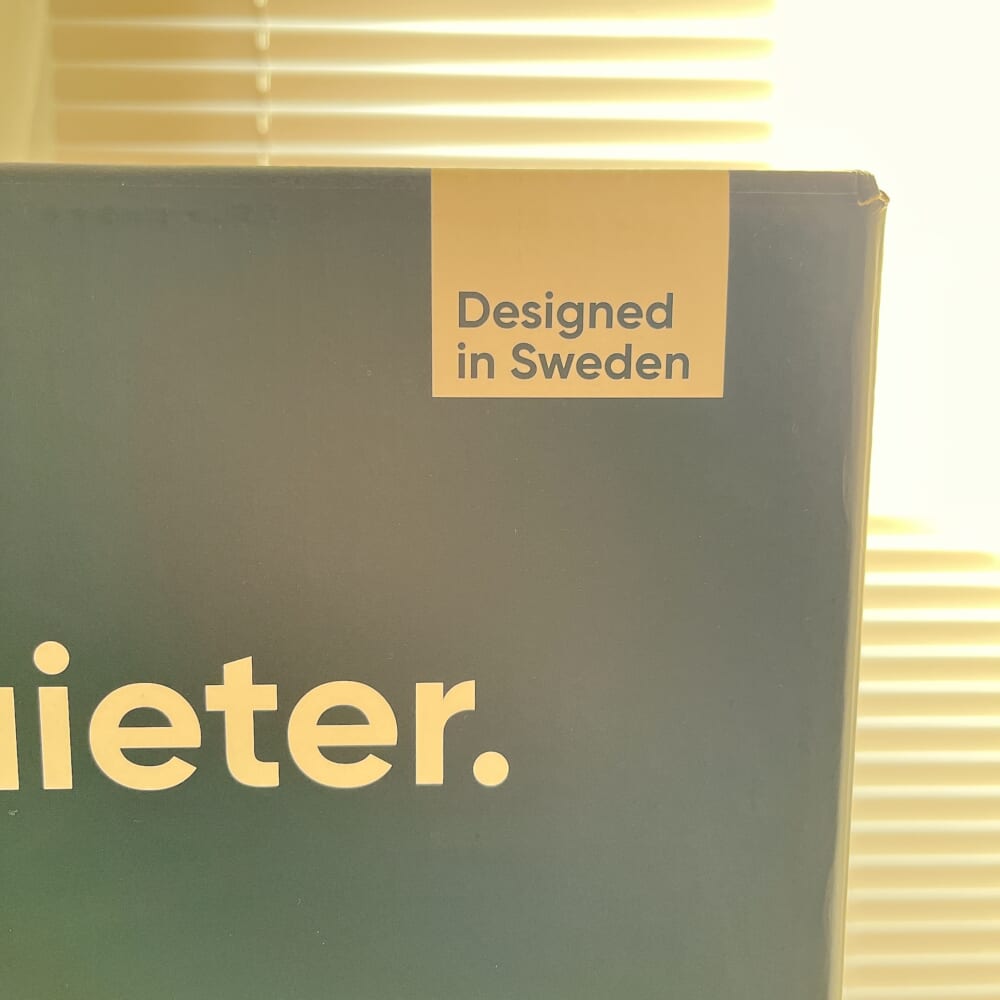 Designed
in Sweden
uieter.